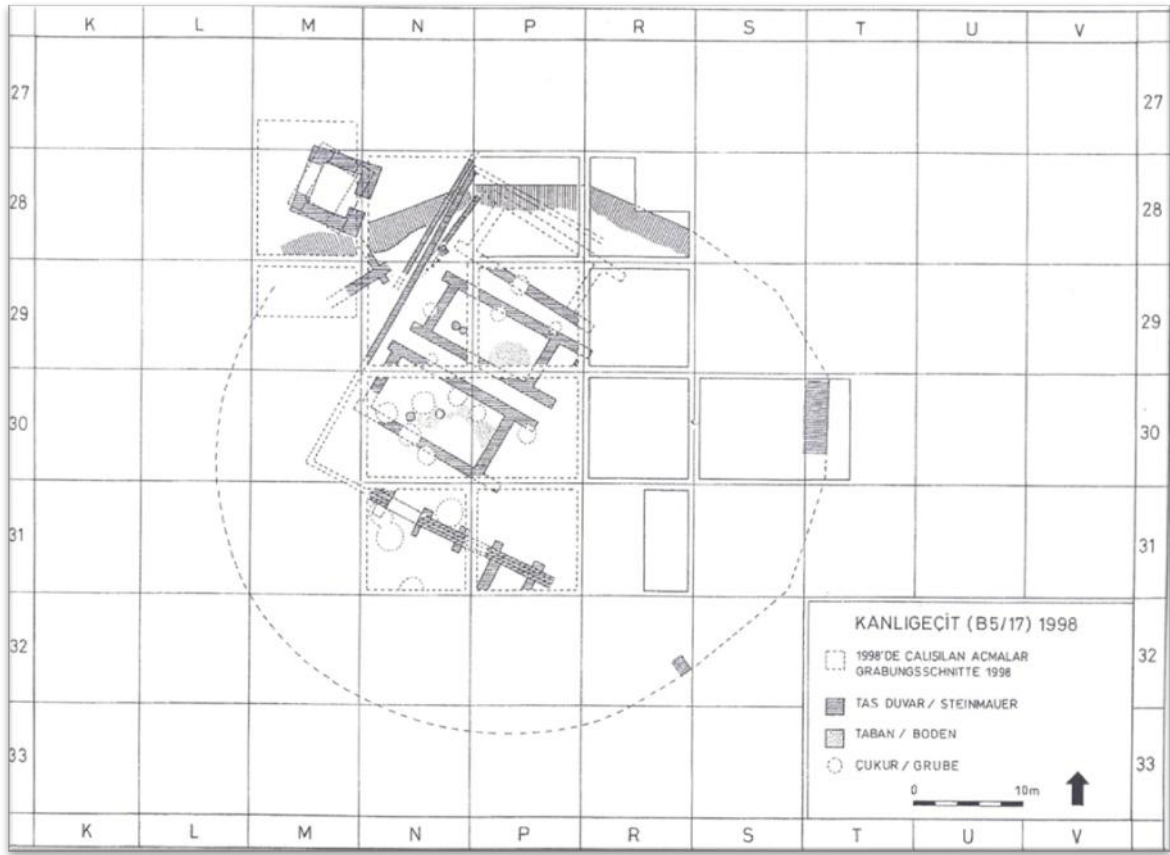 K L M N P R S T U V
27 27
28 28
29 29
30 30
31 31
32 32
33 33
KANLIGEÇİT (B5/17) 1998
1998'DE ÇALIŞILAN AÇMALAR
GRABUNGSSCHNITTE 1998
TAS DUVAR / STEINMAUER
TABAN / BODEN
ÇUKUR / GRUBE
0 10m
K L M N P R S T U V